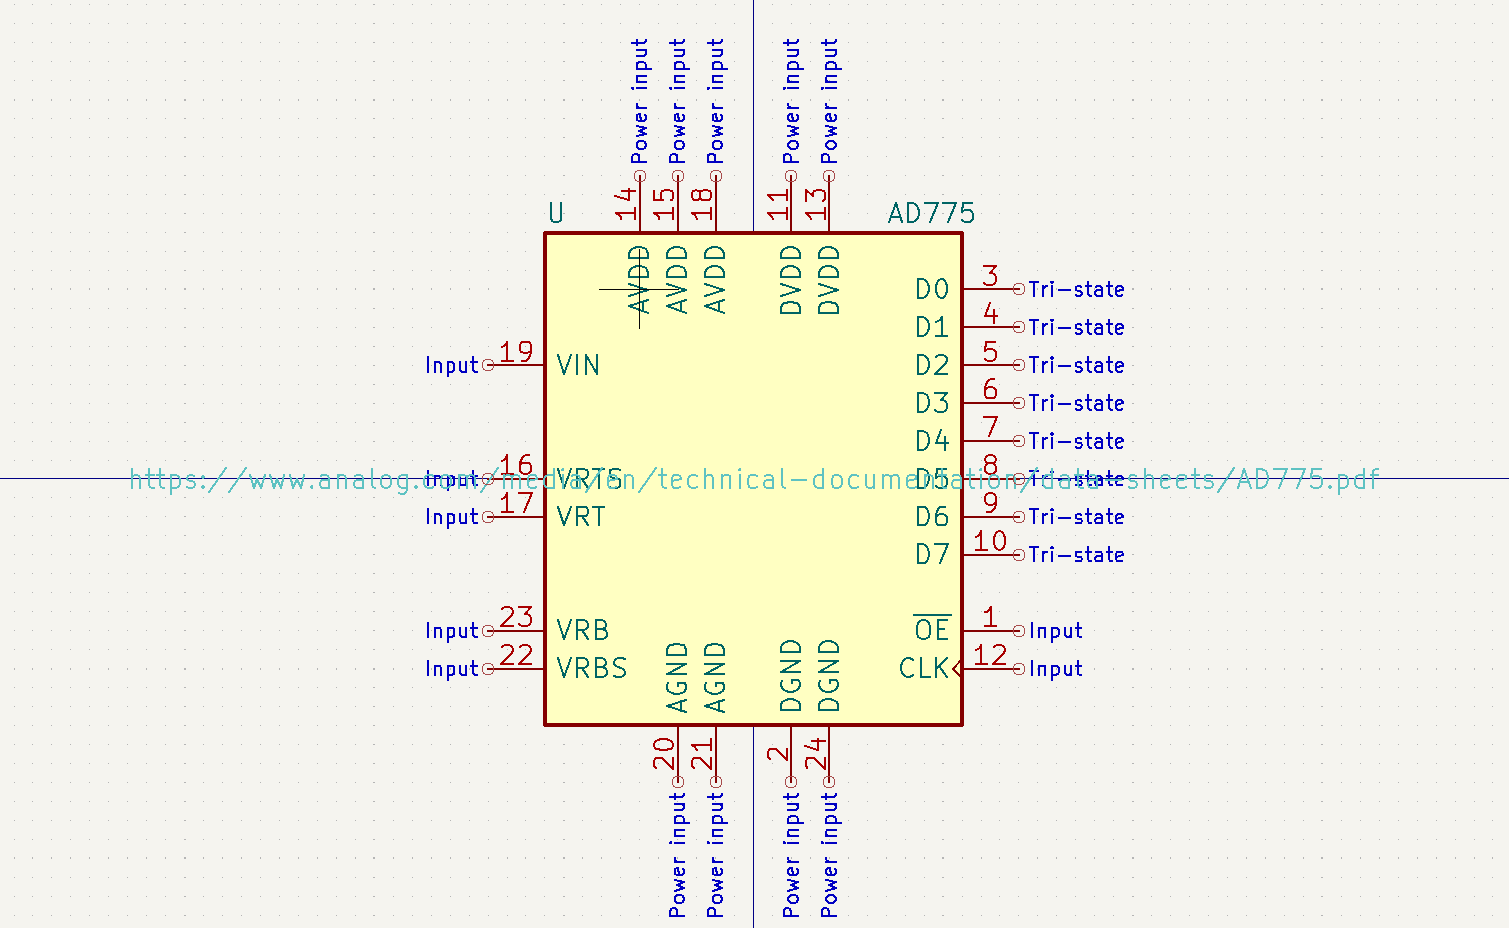 Power input
Power input
Power input
Power input
Power input
14
15
18
11
13
U
AD775
AVDD
AVDD
AVDD
DVDD
DVDD
D0 3 Tri-state
D1 4 Tri-state
Input 19 VIN
D2 5 Tri-state
D3 6 Tri-state
D4 7 Tri-state
Input 16 VRTS
D5 8 Tri-state
https://www.analog.com/media/en/technical-documentation/data-sheets/AD775.pdf
Input 17 VRT
D6 9 Tri-state
D7 10 Tri-state
Input 23 VRB
OE 1 Input
Input 22 VRBS
CLK 12 Input
AGND
AGND
DGND
DGND
20
21
2
24
Power input
Power input
Power input
Power input